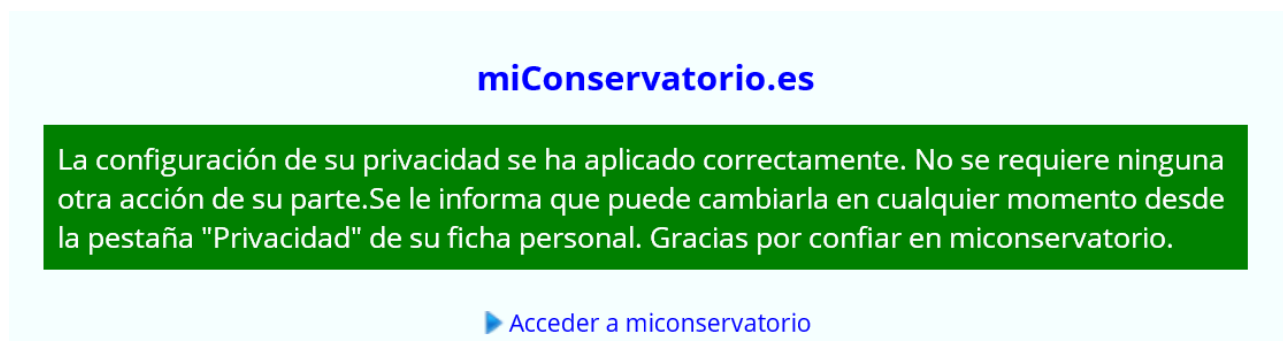 miConservatorio.es
La configuración de su privacidad se ha aplicado correctamente. No se requiere ninguna
otra acción de su parte.Se le informa que puede cambiarla en cualquier momento desde
la pestaña "Privacidad" de su ficha personal. Gracias por confiar en miconservatorio.
Acceder a miconservatorio